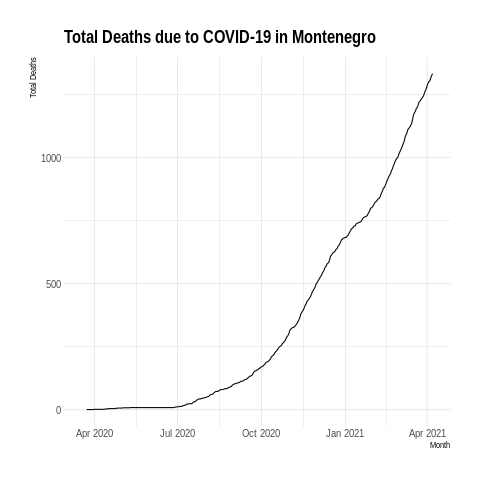 Total Deaths due to COVID-19 in Montenegro
Total Deaths
1000
500
0
Apr 2020 Jul 2020 Oct 2020 Jan 2021 Apr 2021
Month